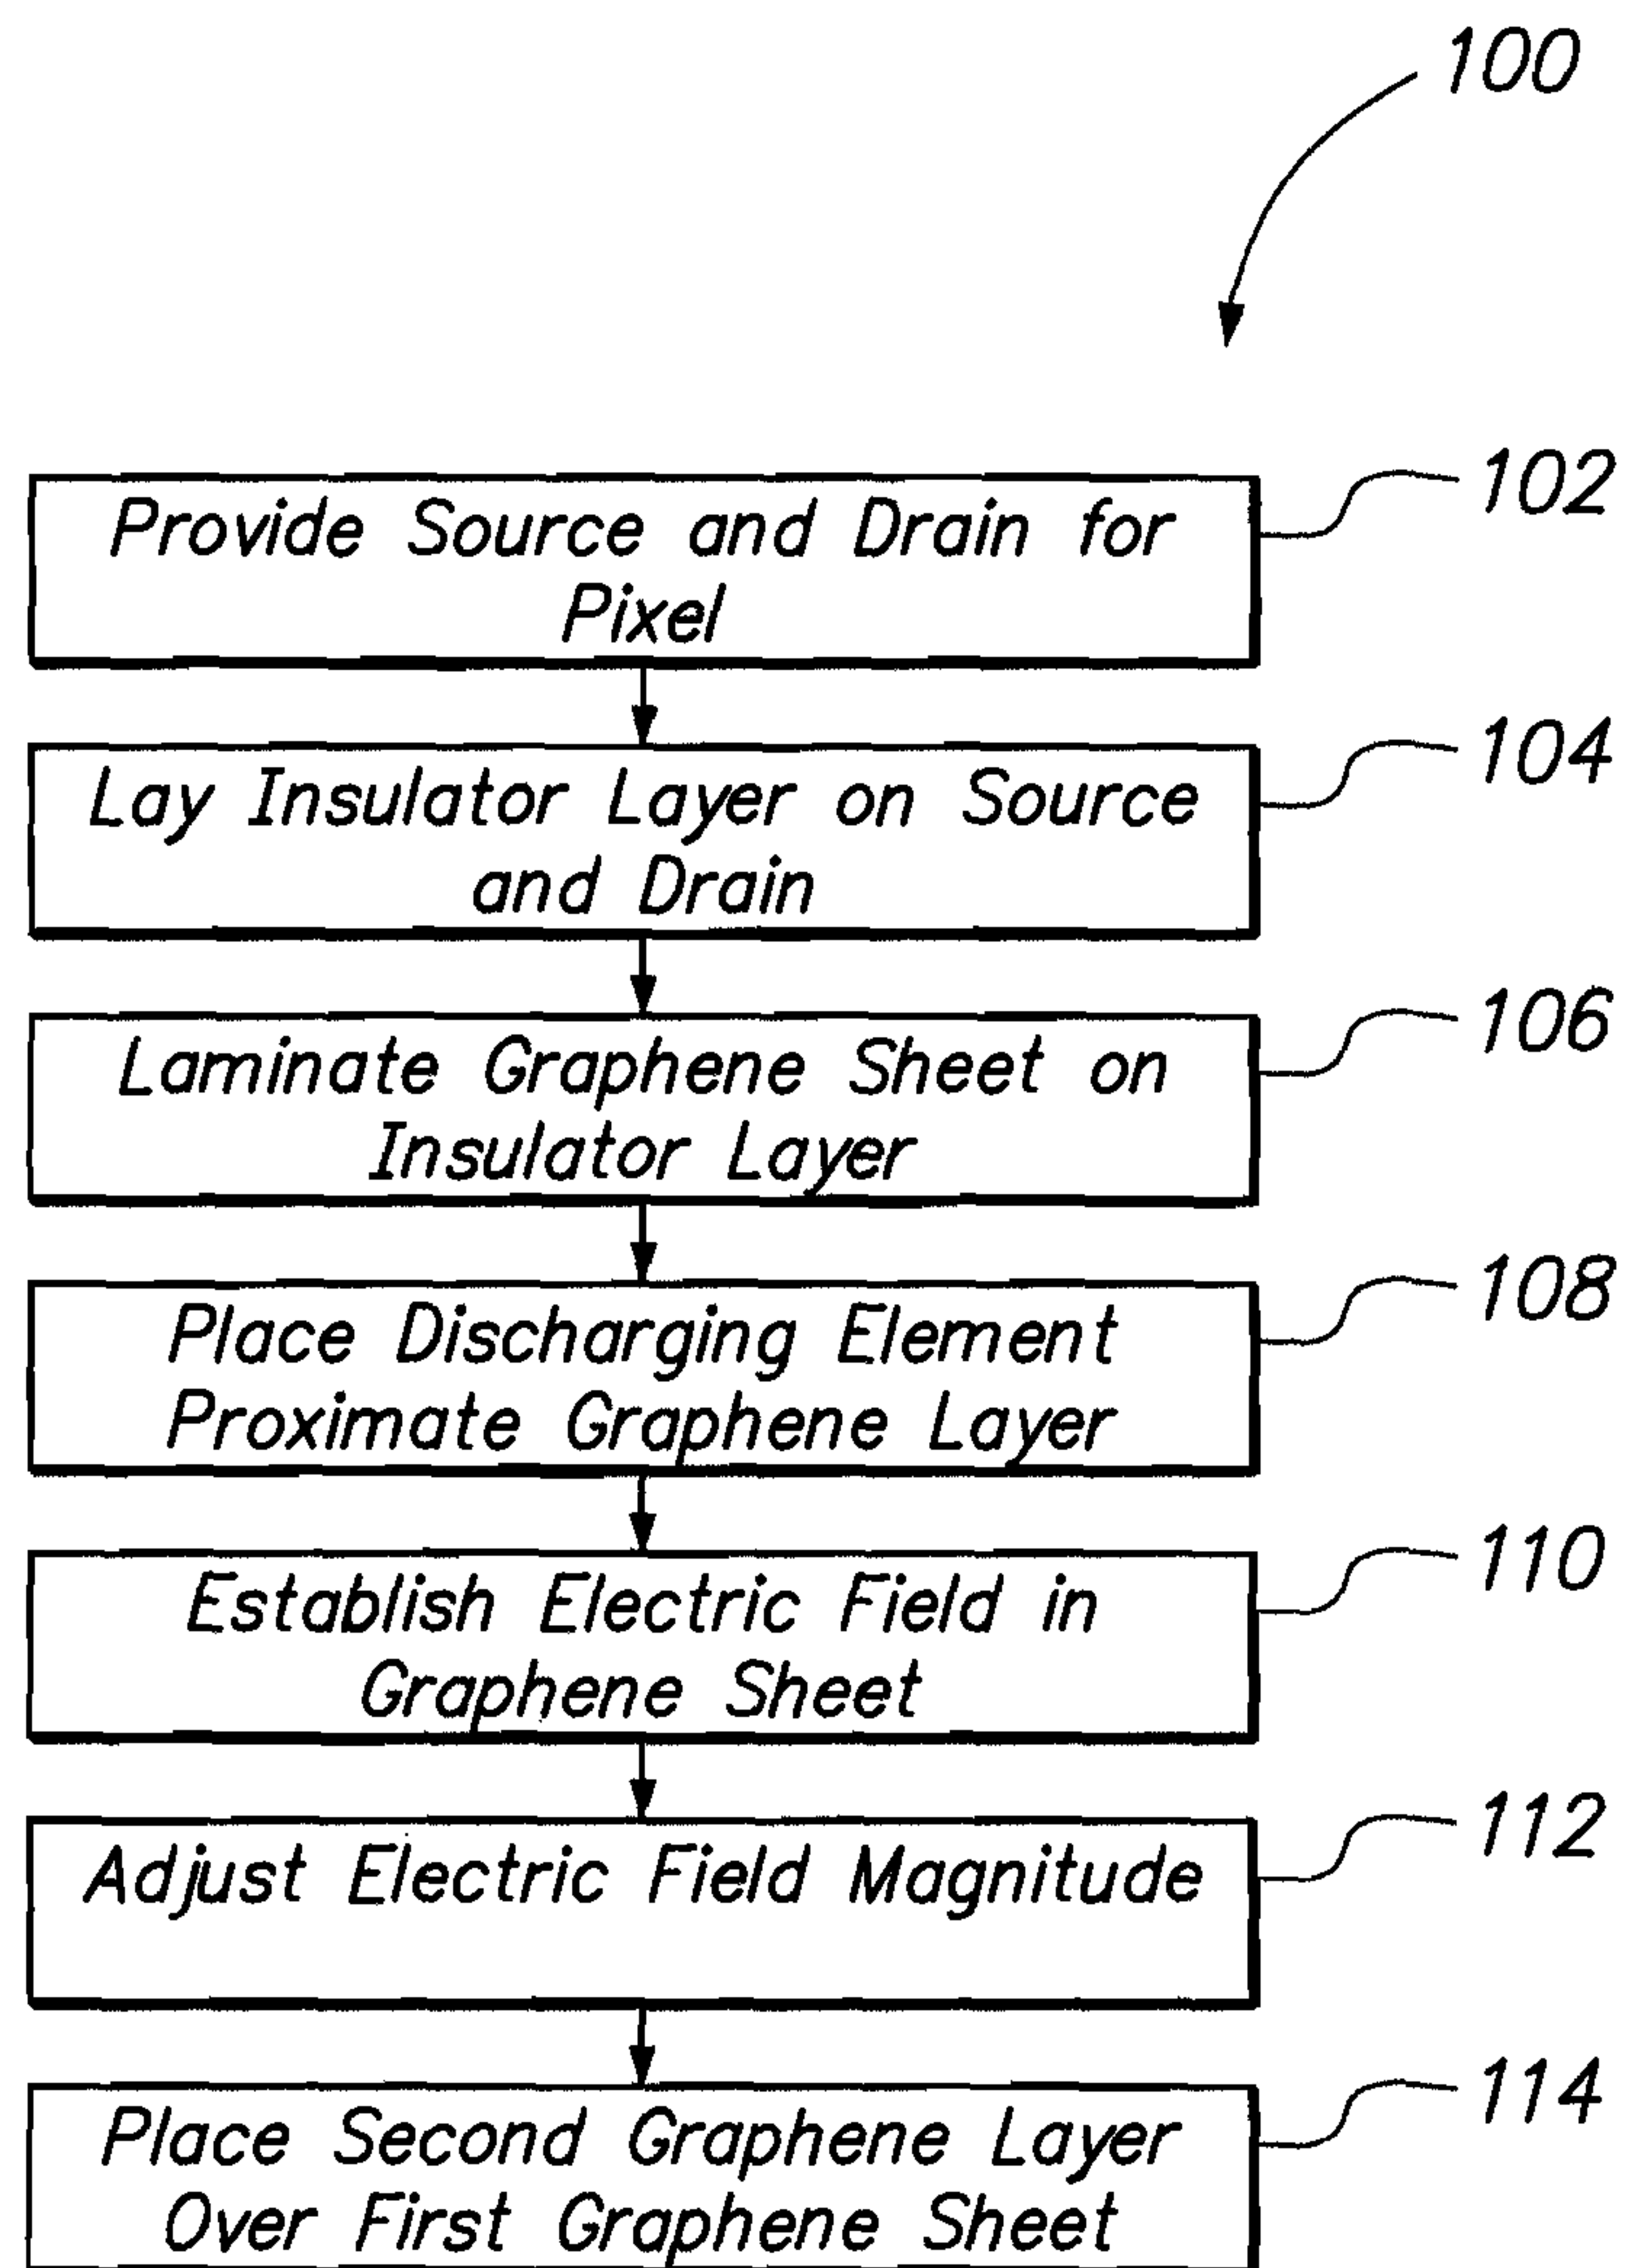 100
Provide Source and Drain for
Pixel
102
Lay Insulator Layer on Source
and Drain
104
Laminate Graphene Sheet on
Insulator Layer
106
Place Discharging Element
Proximate Graphene Layer
108
Establish Electric Field in
Graphene Sheet
110
Adjust Electric Field Magnitude
112
Place Second Graphene Layer
Over First Graphene Sheet
114